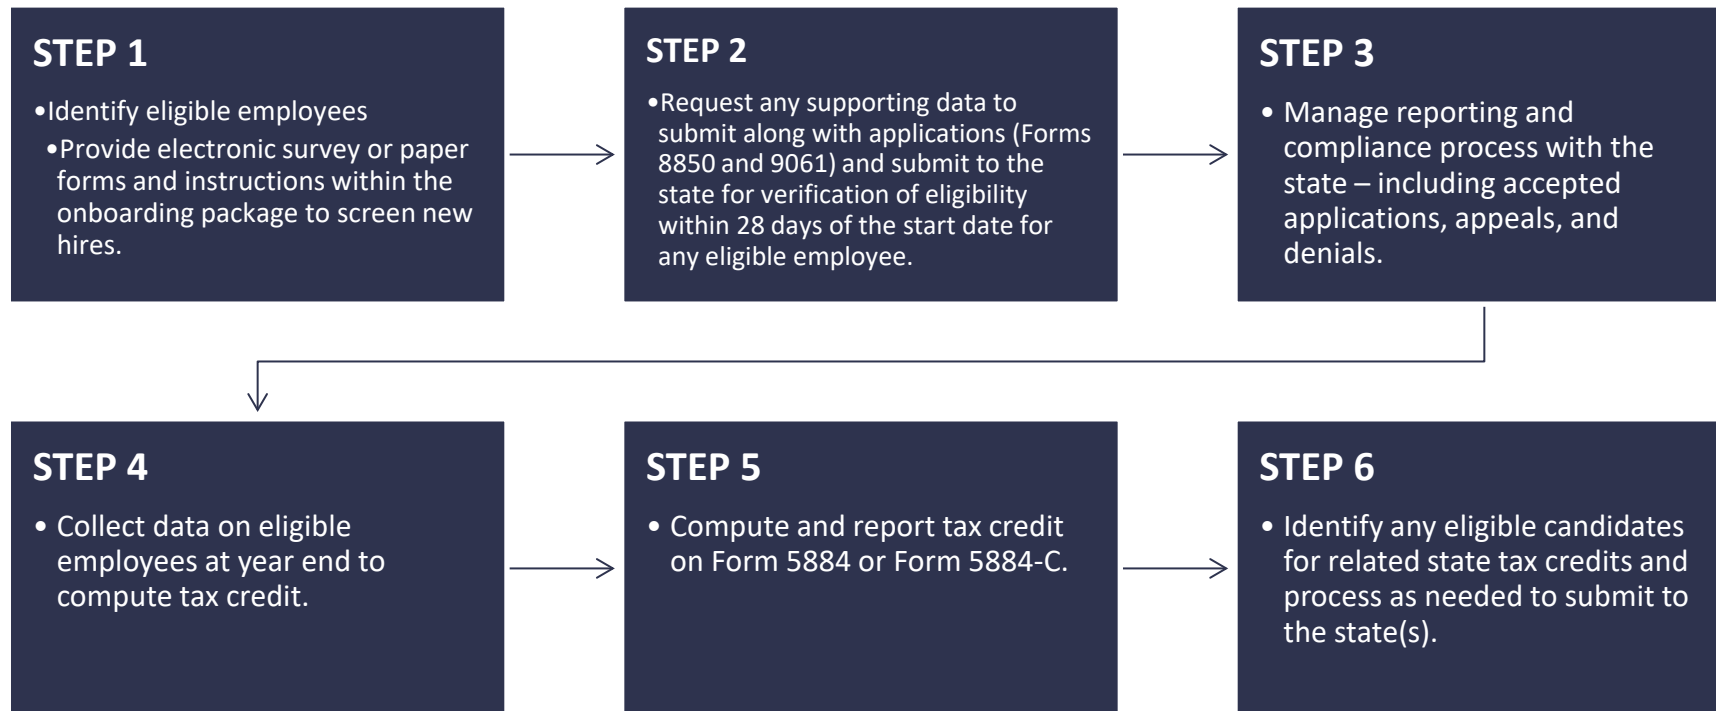 STEP 1
•Identify eligible employees
•Provide electronic survey or paper
forms and instructions within the
onboarding package to screen new
hires.
STEP 2
•Request any supporting data to
submit along with applications (Forms
8850 and 9061) and submit to the
state for verification of eligibility
within 28 days of the start date for
any eligible employee.
STEP 3
• Manage reporting and
compliance process with the
state – including accepted
applications, appeals, and
denials.
STEP 4
• Collect data on eligible
employees at year end to
compute tax credit.
STEP 5
• Compute and report tax credit
on Form 5884 or Form 5884-C.
STEP 6
• Identify any eligible candidates
for related state tax credits and
process as needed to submit to
the state(s).